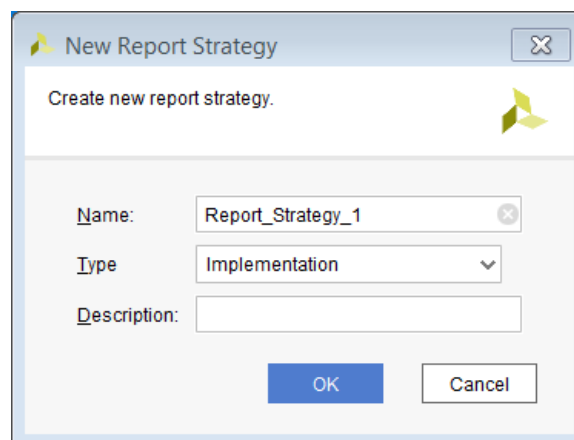 New Report Strategy
Create new report strategy.
Name: Report_Strategy_1
Type Implementation
Description:
OK Cancel